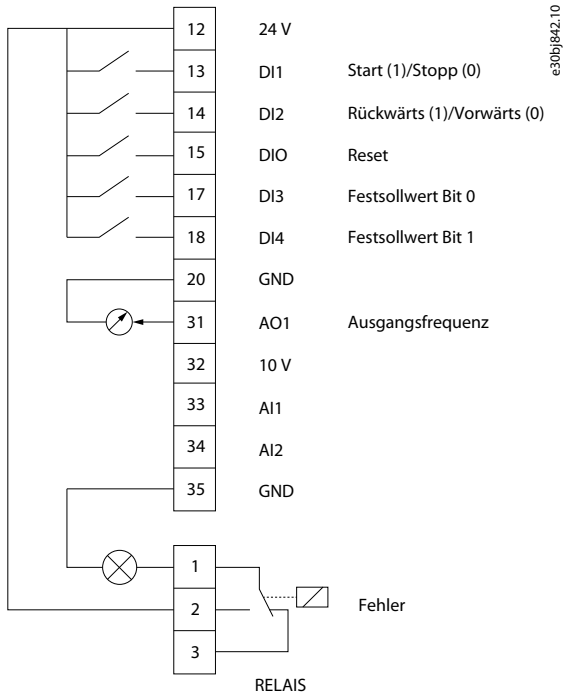 e30bj842.10
12 24 V
13 DI1 Start (1)/Stopp (0)
14 DI2 Rückwärts (1)/Vorwärts (0)
15 DIO Reset
17 DI3 Festsollwert Bit 0
18 DI4 Festsollwert Bit 1
20 GND
31 AO1 Ausgangsfrequenz
32 10 V
33 AI1
34 AI2
35 GND
1
2 Fehler
3
RELAIS